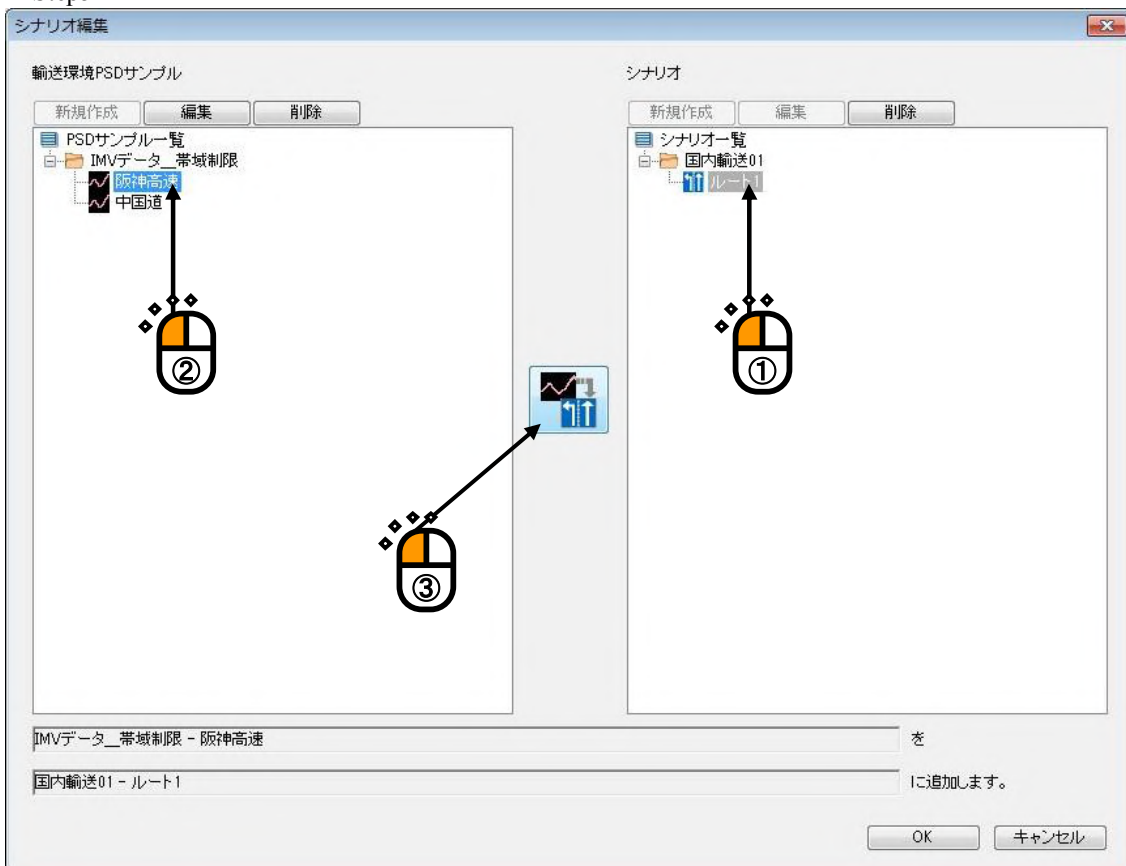 シナリオ編集
輸送環境PSDサンプル
シナリオ
新規作成 編集 削除
新規作成 編集 削除
PSDサンプル一覧
IMVデータ__帯域制限
阪神高速
中国道
シナリオ一覧
国内輸送01
ルート1
②
①
③
IMVデータ__帯域制限 - 阪神高速 を
国内輸送01 - ルート1 に追加します。
OK キャンセル